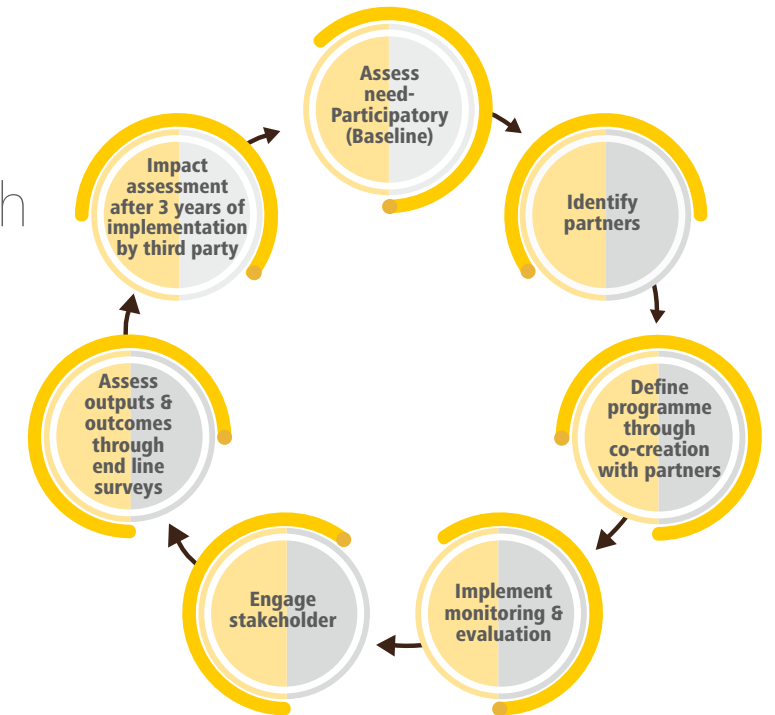 Assess
need-
Participatory
(Baseline)
Identify
partners
Define
programme
through
co-creation
with partners
Implement
monitoring &
evaluation
Engage
stakeholder
Assess
outputs &
outcomes
through
end line
surveys
Impact
assessment
after 3 years of
implementation
by third party
h